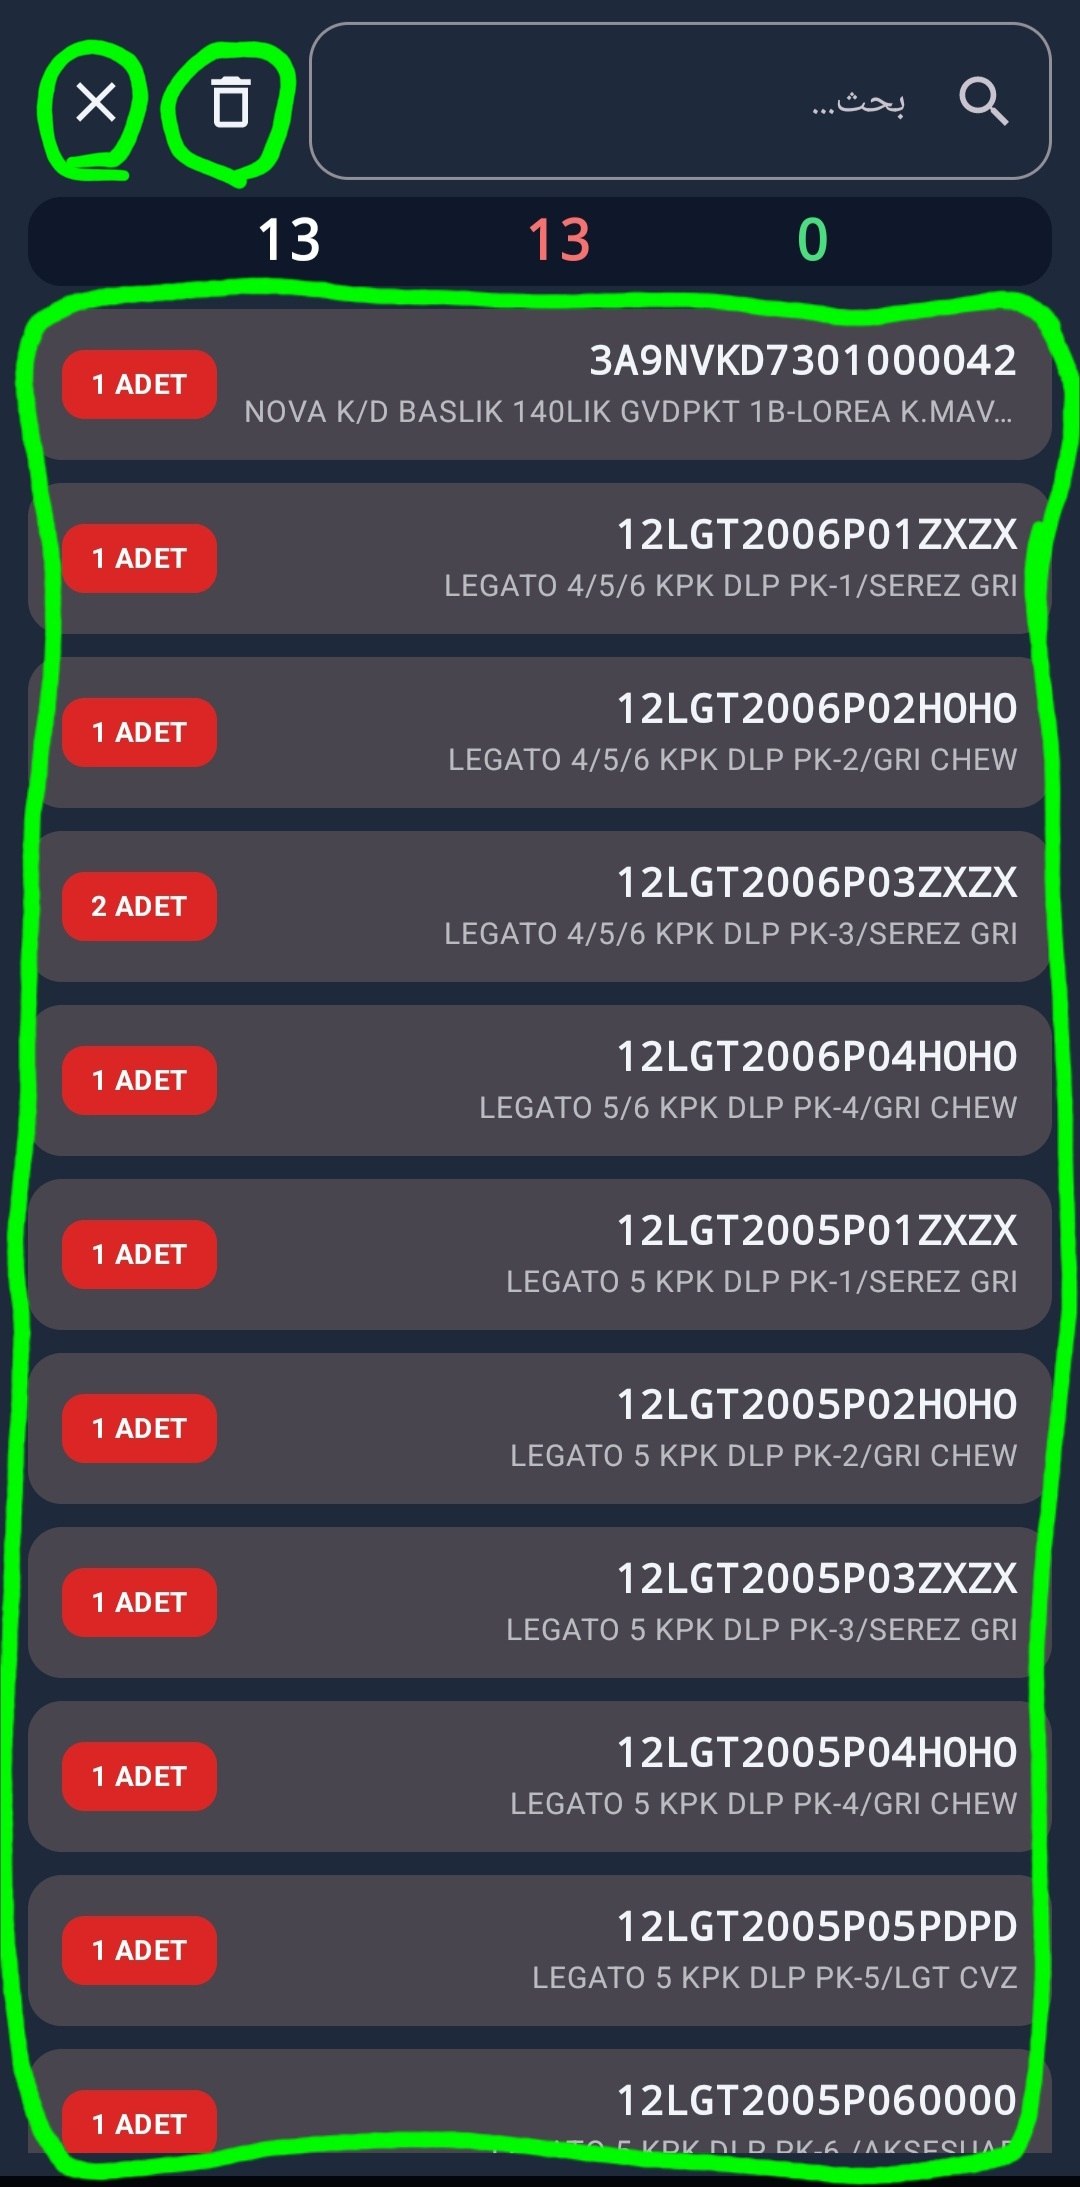 بحث...
13 13 0
3A9NVKD7301000042
1 ADET
NOVA K/D BASLIK 140LIK GVDPKT 1B-LOREA K.MAV...
12LGT2006P01ZXZX
1 ADET
LEGATO 4/5/6 KPK DLP PK-1/SEREZ GRI
12LGT2006P02HOHO
1 ADET
LEGATO 4/5/6 KPK DLP PK-2/GRI CHEW
12LGT2006P03ZXZX
2 ADET
LEGATO 4/5/6 KPK DLP PK-3/SEREZ GRI
12LGT2006P04HOHO
1 ADET
LEGATO 5/6 KPK DLP PK-4/GRI CHEW
12LGT2005P01ZXZX
1 ADET
LEGATO 5 KPK DLP PK-1/SEREZ GRI
12LGT2005P02HOHO
1 ADET
LEGATO 5 KPK DLP PK-2/GRI CHEW
12LGT2005P03ZXZX
1 ADET
LEGATO 5 KPK DLP PK-3/SEREZ GRI
12LGT2005P04HOHO
1 ADET
LEGATO 5 KPK DLP PK-4/GRI CHEW
12LGT2005P05PDPD
1 ADET
LEGATO 5 KPK DLP PK-5/LGT CVZ
12LGT2005P060000
1 ADET
5 KPK DLP PK-6